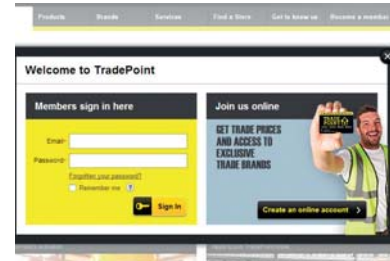 Products Brands Services Find a Store Get to know us Become a member
Welcome to TradePoint
Members sign in here
Email
Password
Forgotten your password?
Remember me ?
Sign In
Join us online
GET TRADE PRICES
AND ACCESS TO
EXCLUSIVE
TRADE BRANDS
TRADE
POINT
Create an online account >